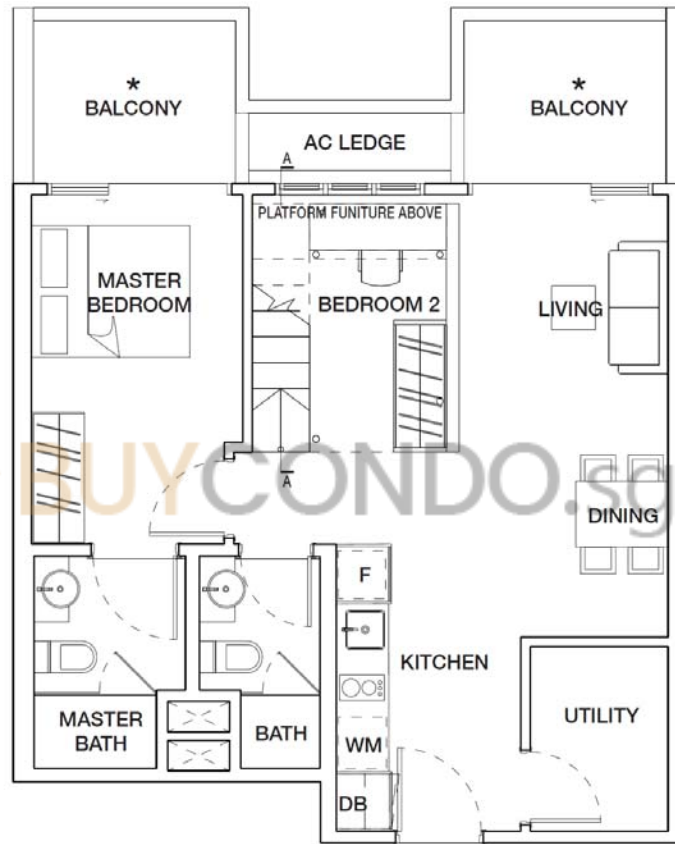 *
BALCONY
*
BALCONY
AC LEDGE
A
PLATFORM FUNITURE ABOVE
MASTER
BEDROOM
BEDROOM 2
LIVING
BUYCONDO.sg
A
DINING
F
KITCHEN
MASTER
BATH
BATH
WM
UTILITY
DB